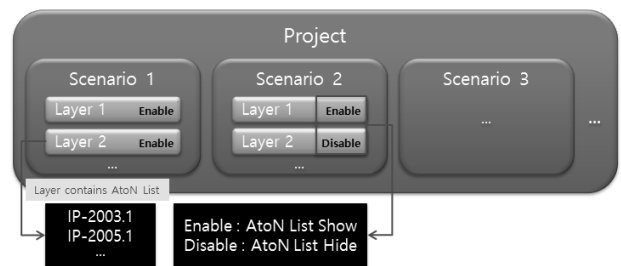 Project
Scenario 1
Layer 1 Enable
Layer 2 Enable
...
Scenario 2
Layer 1 Enable
Layer 2 Disable
...
Scenario 3
...
...
Layer contains AtoN List
IP-2003.1
IP-2005.1
...
Enable : AtoN List Show
Disable : AtoN List Hide